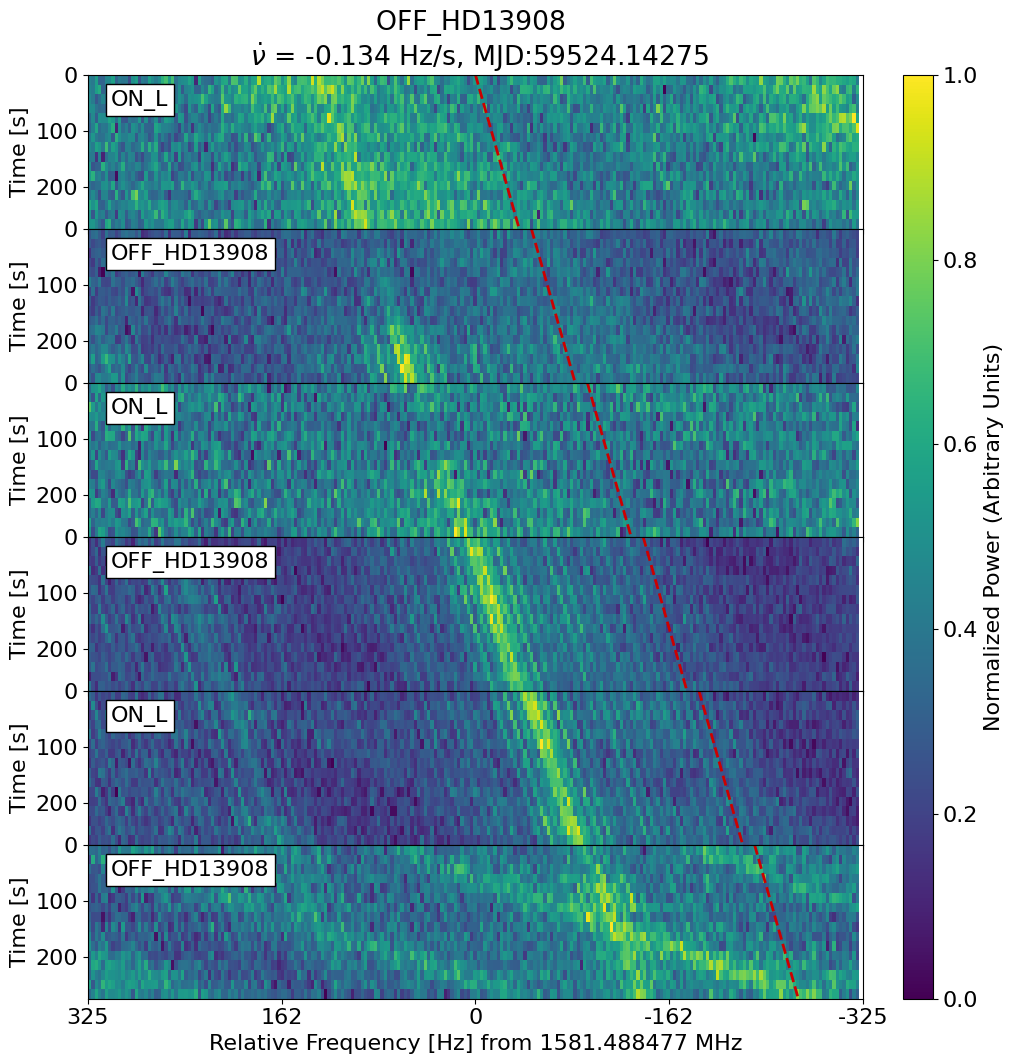 OFF_HD13908
ν̇ = -0.134 Hz/s, MJD:59524.14275
0
100
200
Time [s]
ON_L
0
100
200
Time [s]
OFF_HD13908
0
100
200
Time [s]
ON_L
0
100
200
Time [s]
OFF_HD13908
0
100
200
Time [s]
ON_L
0
100
200
Time [s]
OFF_HD13908
325 162 0 -162 -325
Relative Frequency [Hz] from 1581.488477 MHz
1.0
0.8
0.6
0.4
0.2
0.0
Normalized Power (Arbitrary Units)